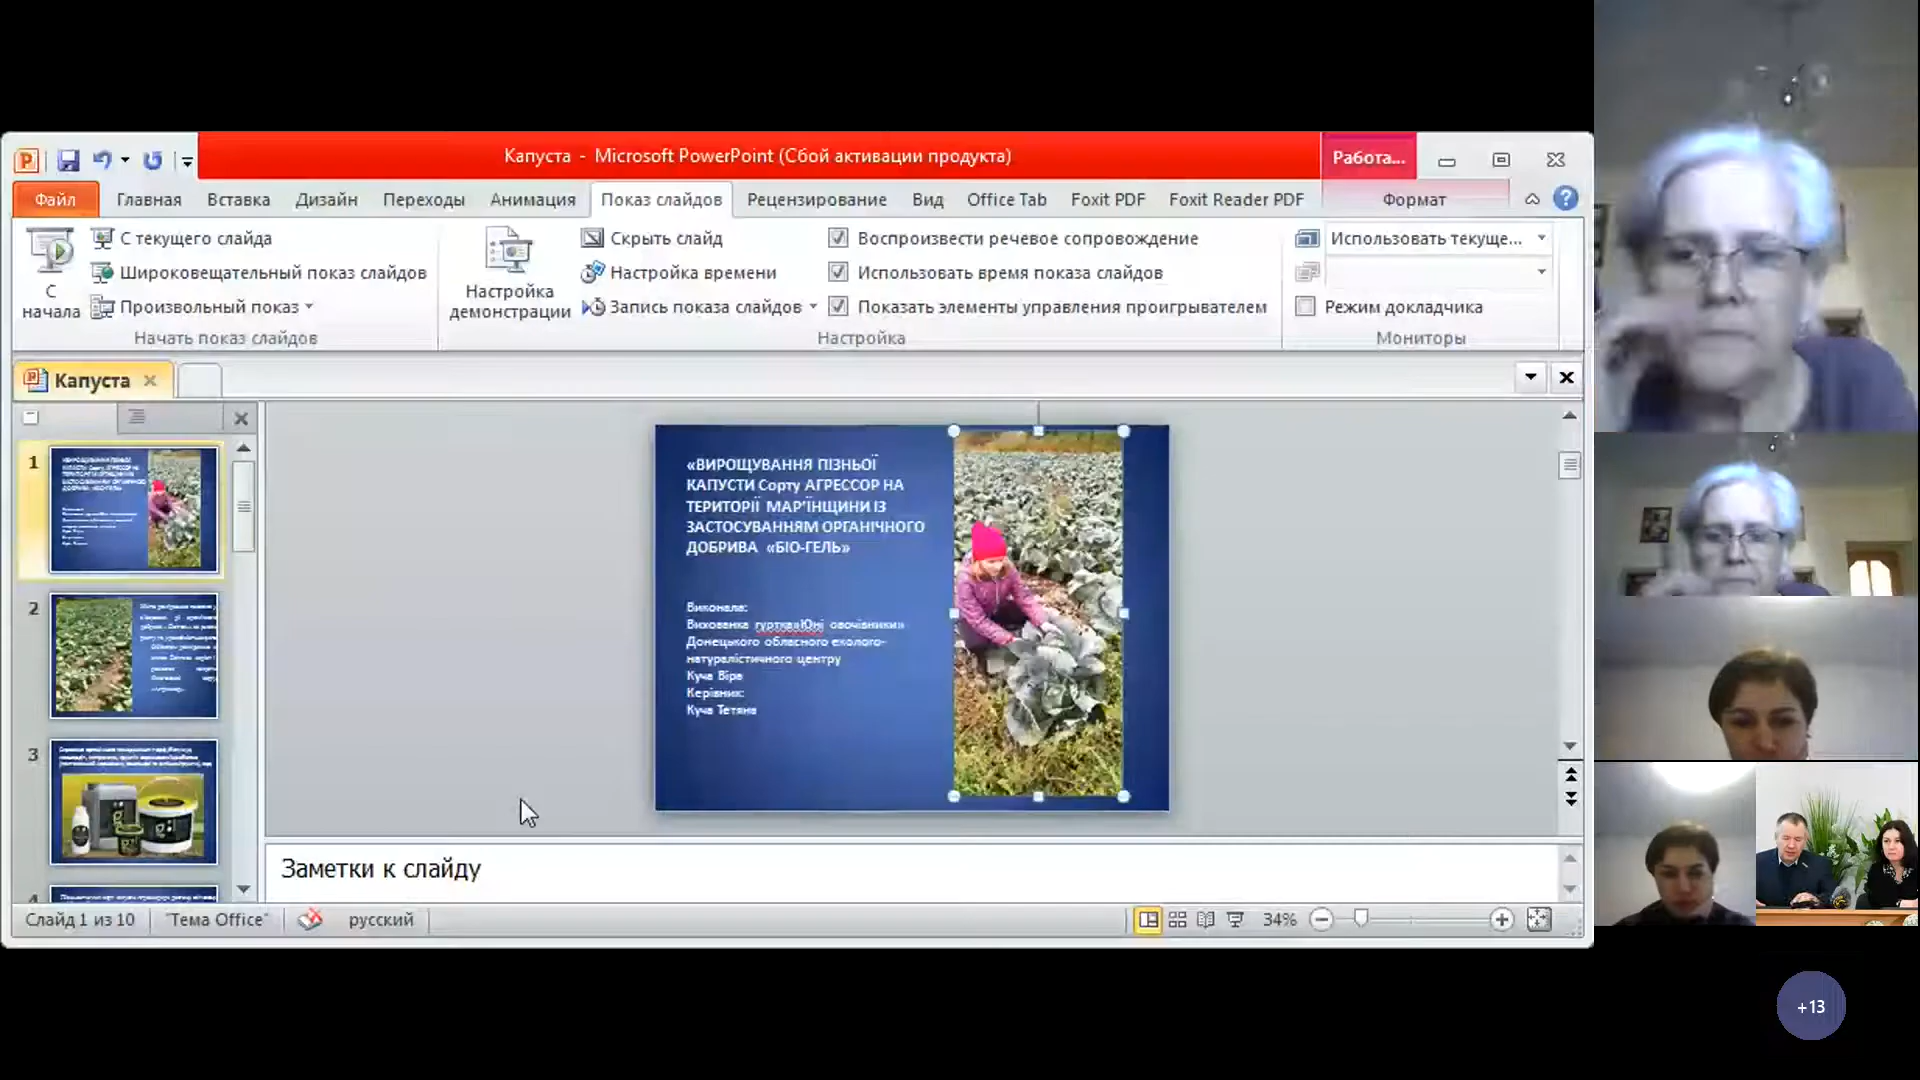 Капуста - Microsoft PowerPoint (Сбой активации продукта)
Работа...
Файл
Главная
Вставка
Дизайн
Переходы
Анимация
Показ слайдов
Рецензирование
Вид
Office Tab
Foxit PDF
Foxit Reader PDF
Формат
С начала
С текущего слайда
Широковещательный показ слайдов
Произвольный показ
Начать показ слайдов
Настройка
демонстрации
Скрыть слайд
Настройка времени
Запись показа слайдов
Воспроизвести речевое сопровождение
Использовать время показа слайдов
Показать элементы управления проигрывателем
Настройка
Использовать текуще...
Режим докладчика
Мониторы
Капуста
1
2
3
«ВИРОЩУВАННЯ ПІЗНЬОЇ
КАПУСТИ Сорту АГРЕССОР НА
ТЕРИТОРІЇ МАР'ЇНЩИНИ ІЗ
ЗАСТОСУВАННЯМ ОРГАНІЧНОГО
ДОБРИВА «БІО-ГЕЛЬ»
Виконала:
Вихованка гуртка«Юні овочівники»
Донецького обласного еколого-
натуралістичного центру
Куча Віра
Керівник:
Куча Тетяна
Заметки к слайду
Слайд 1 из 10
"Тема Office"
русский
34%
+13